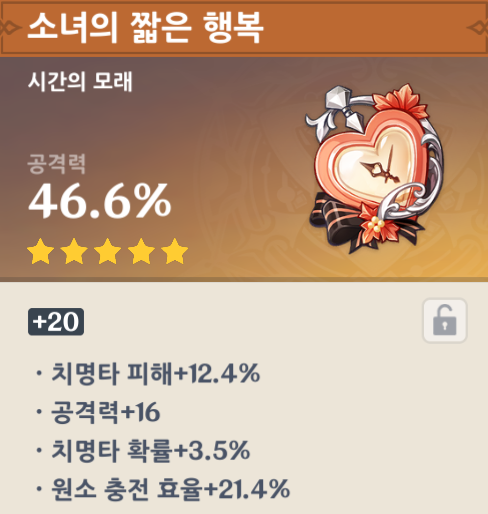 소녀의 짧은 행복
시간의 모래
공격력
46.6%
+20
· 치명타 피해+12.4%
· 공격력+16
· 치명타 확률+3.5%
· 원소 충전 효율+21.4%